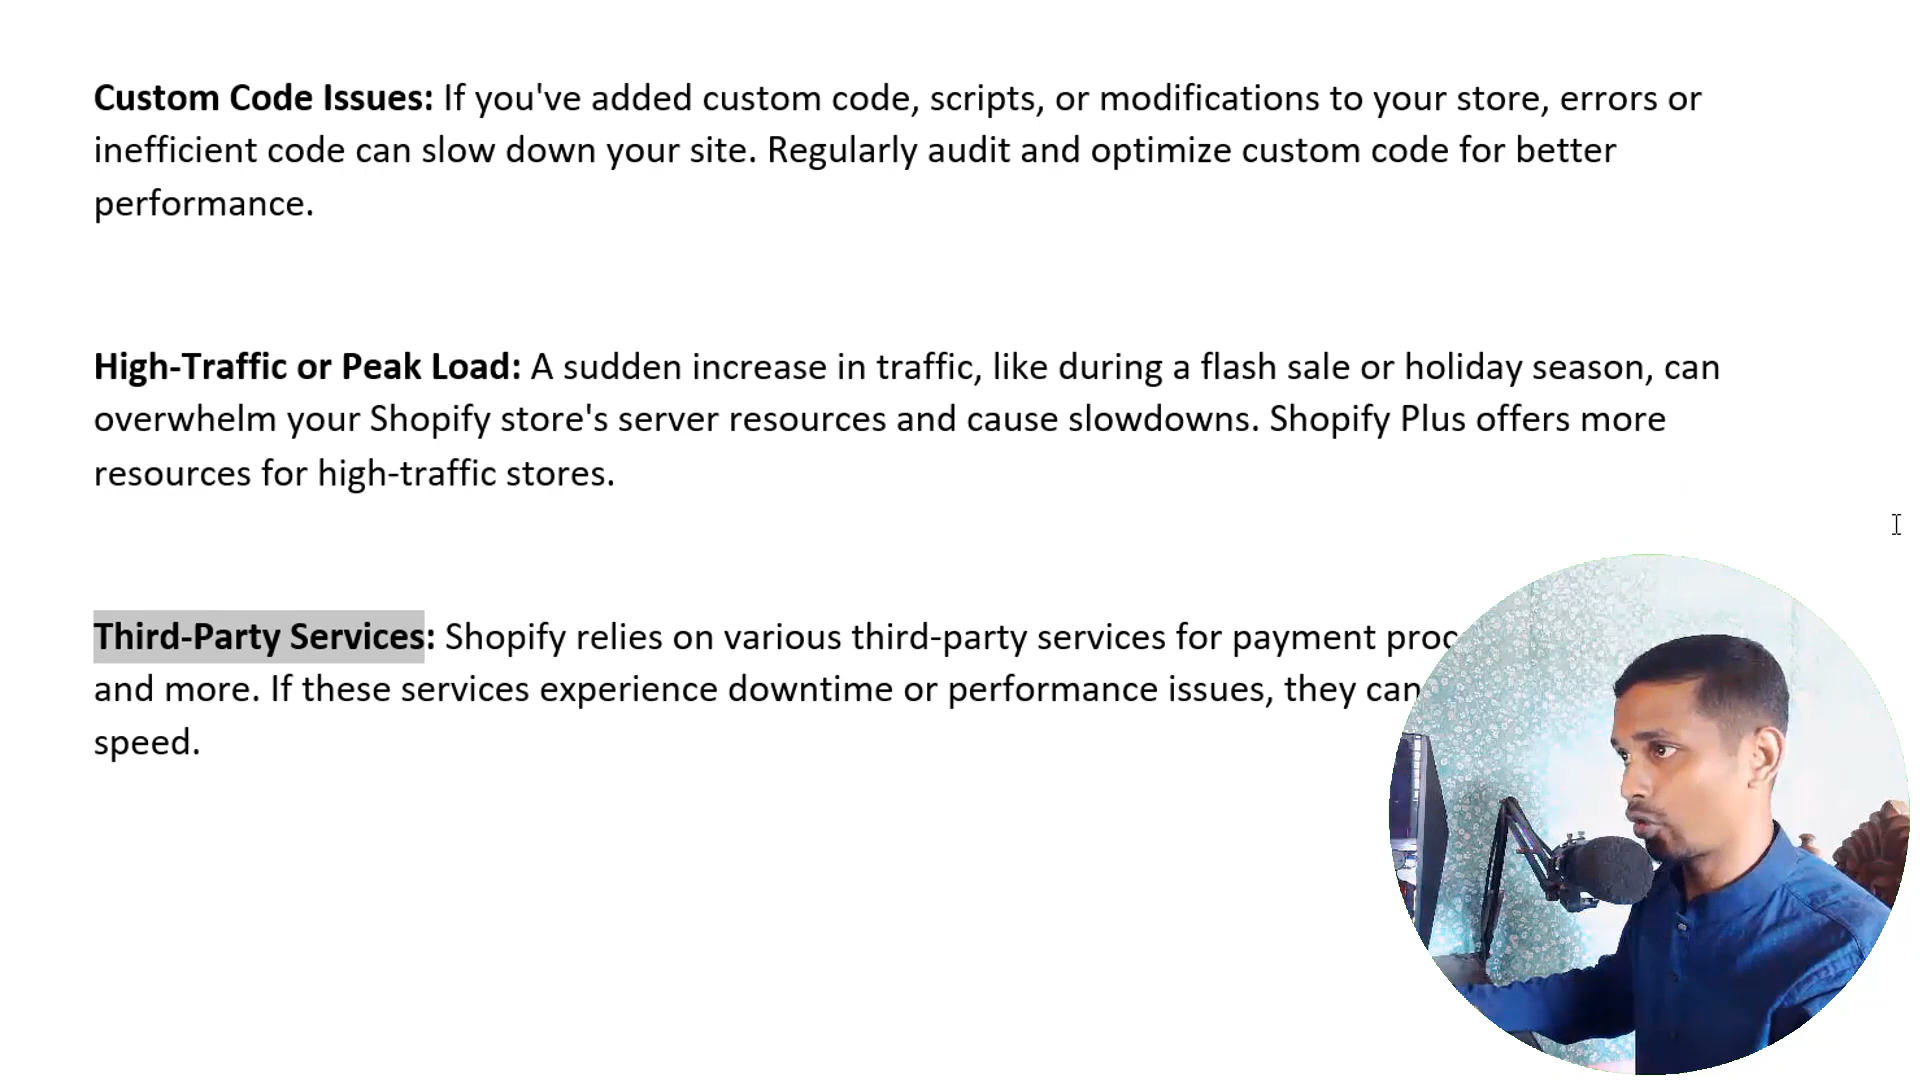 Custom Code Issues: If you've added custom code, scripts, or modifications to your store, errors or
inefficient code can slow down your site. Regularly audit and optimize custom code for better
performance.
High-Traffic or Peak Load: A sudden increase in traffic, like during a flash sale or holiday season, can
overwhelm your Shopify store's server resources and cause slowdowns. Shopify Plus offers more
resources for high-traffic stores.
Third-Party Services: Shopify relies on various third-party services for payment proc
and more. If these services experience downtime or performance issues, they can
speed.